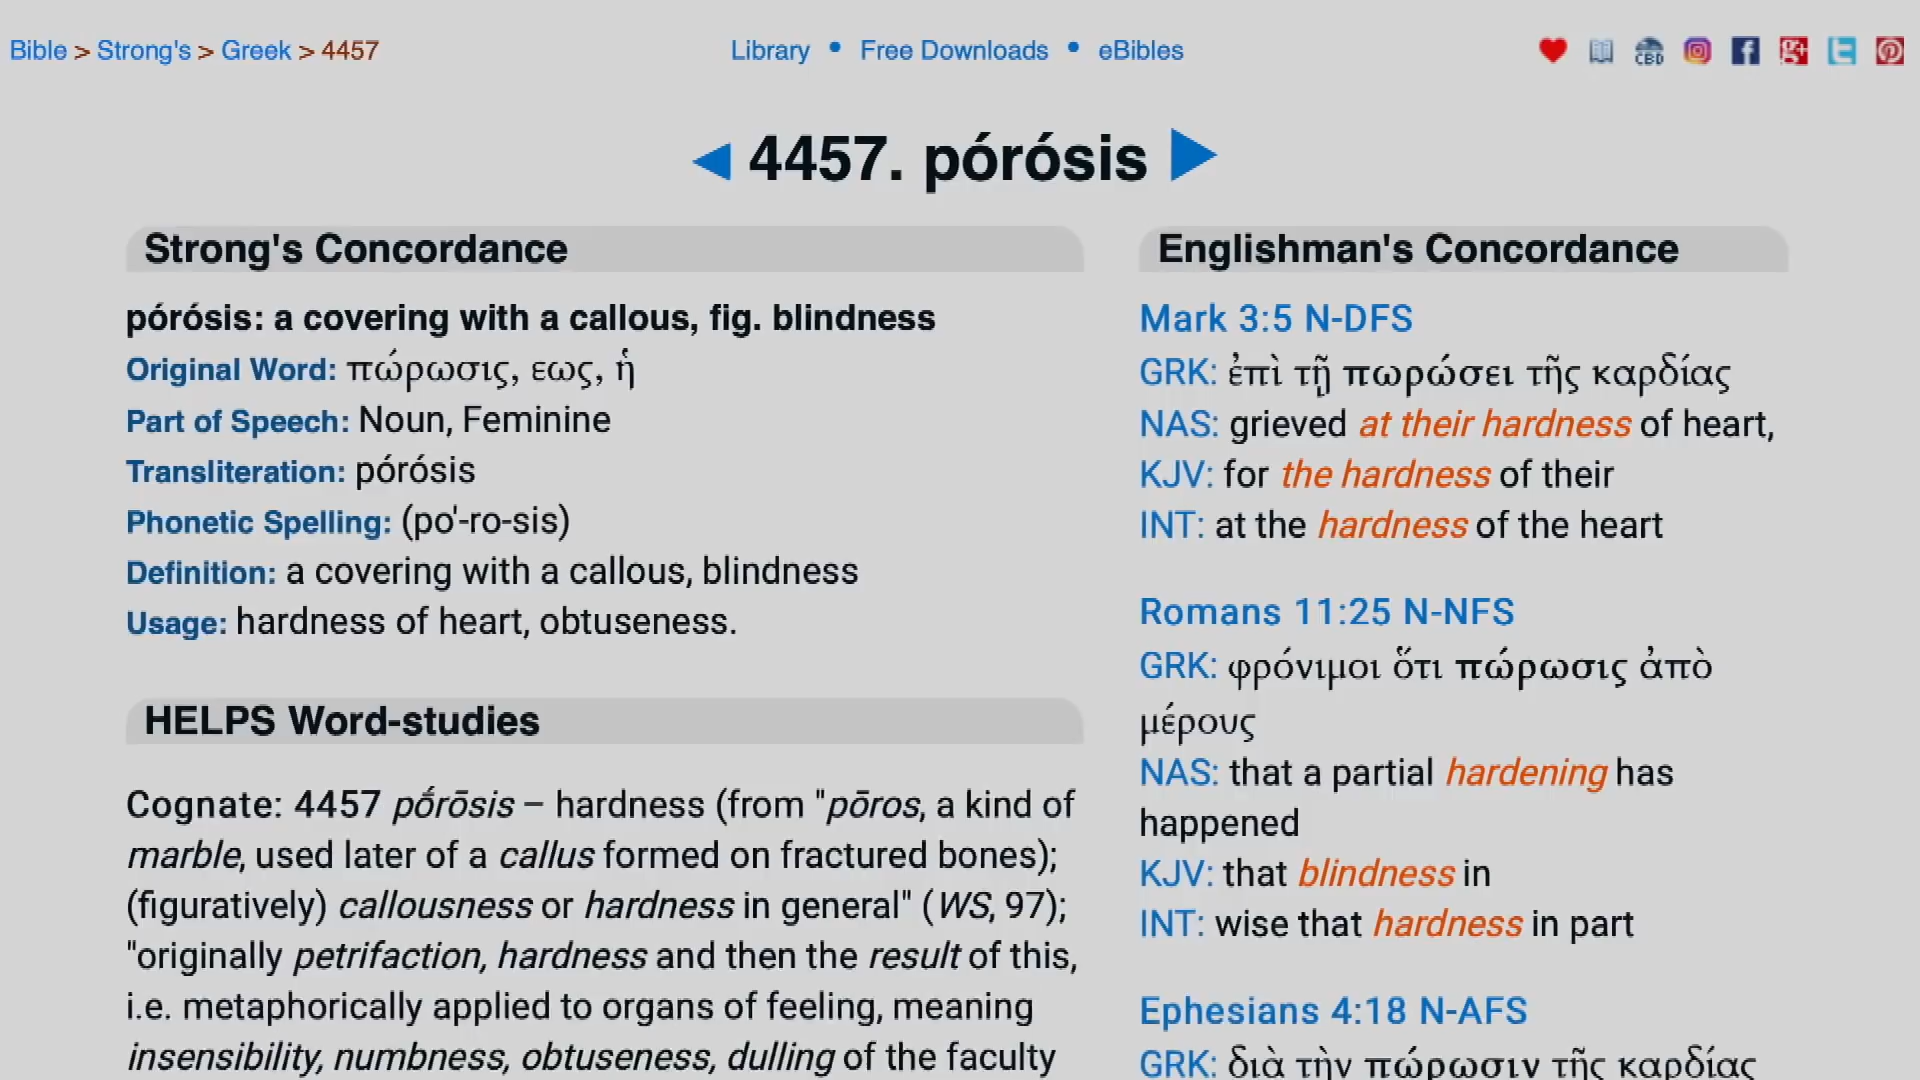 Bible > Strong's > Greek > 4457
Library • Free Downloads • eBibles
CBD
4457. pórósis
Strong's Concordance
pórósis: a covering with a callous, fig. blindness
Original Word: πώρωσις, εως, ἡ
Part of Speech: Noun, Feminine
Transliteration: pórósis
Phonetic Spelling: (po'-ro-sis)
Definition: a covering with a callous, blindness
Usage: hardness of heart, obtuseness.
HELPS Word-studies
Cognate: 4457 pṓrōsis – hardness (from "pōros, a kind of
marble, used later of a callus formed on fractured bones);
(figuratively) callousness or hardness in general" (WS, 97);
"originally petrifaction, hardness and then the result of this,
i.e. metaphorically applied to organs of feeling, meaning
insensibility, numbness, obtuseness, dulling of the faculty
Englishman's Concordance
Mark 3:5 N-DFS
GRK: ἐπὶ τῇ πωρώσει τῆς καρδίας
NAS: grieved at their hardness of heart,
KJV: for the hardness of their
INT: at the hardness of the heart
Romans 11:25 N-NFS
GRK: φρόνιμοι ὅτι πώρωσις ἀπὸ
μέρους
NAS: that a partial hardening has
happened
KJV: that blindness in
INT: wise that hardness in part
Ephesians 4:18 N-AFS
GRK: διὰ τὴν πώρωσιν τῆς καρδίας